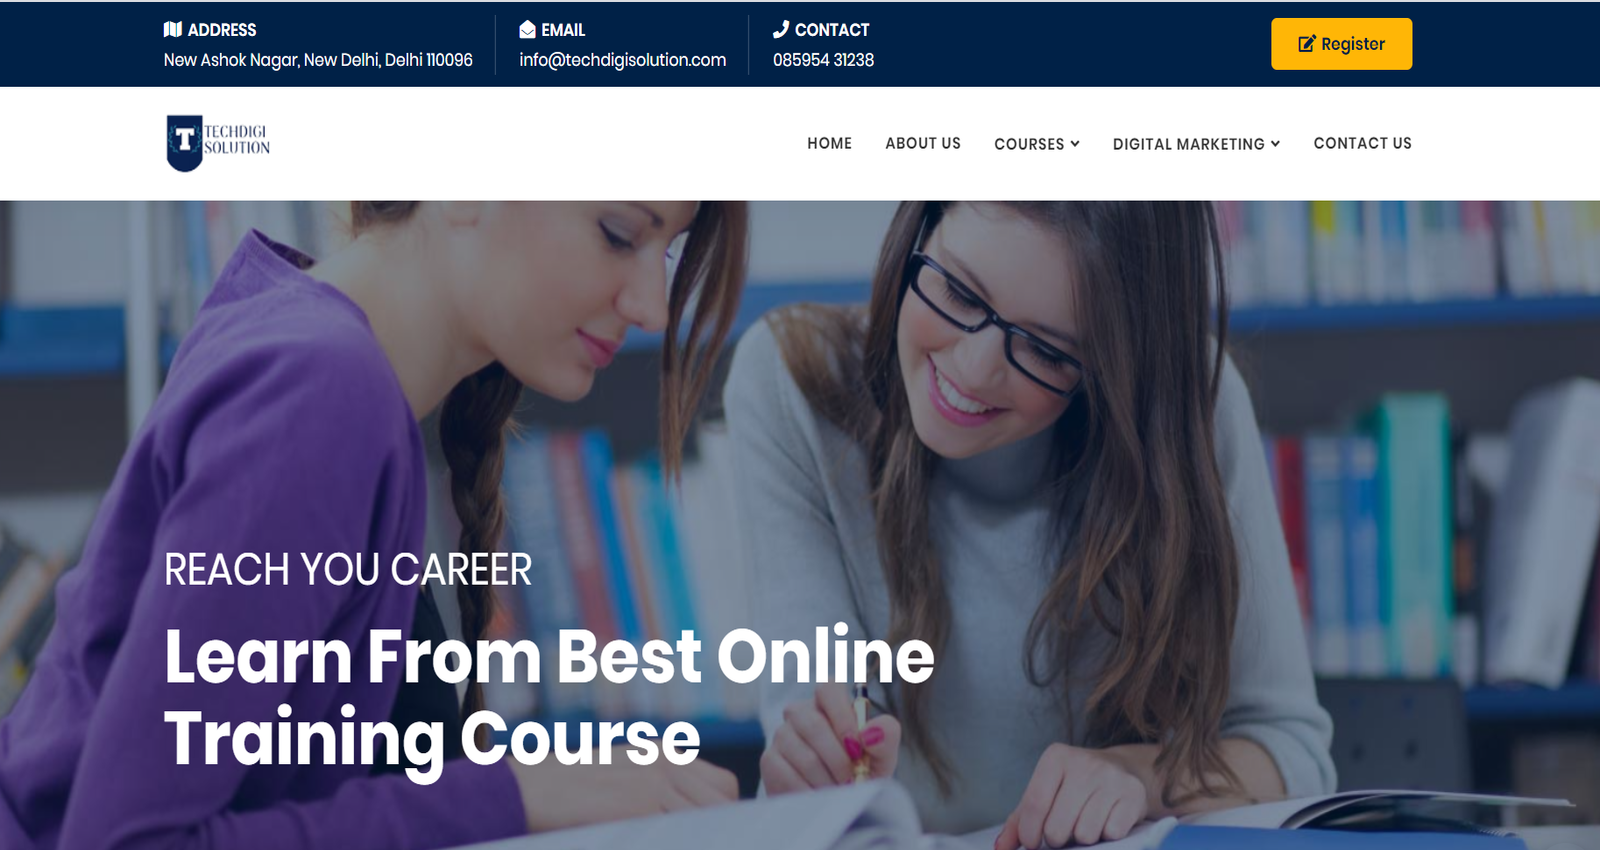 ADDRESS
New Ashok Nagar, New Delhi, Delhi 110096
EMAIL
info@techdigisolution.com
CONTACT
085954 31238
Register
T TECHDIGI
SOLUTION
HOME ABOUT US COURSES DIGITAL MARKETING CONTACT US
REACH YOU CAREER
Learn From Best Online
Training Course